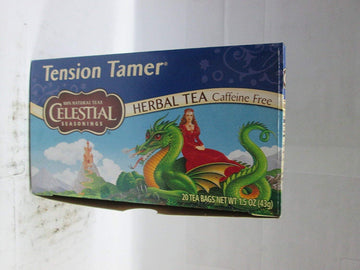 Tension Tamer®
100% NATURAL TEAS
CELESTIAL
SEASONINGS
HERBAL TEA Caffeine Free
20 TEA BAGS NET WT 1.5 OZ (43g)